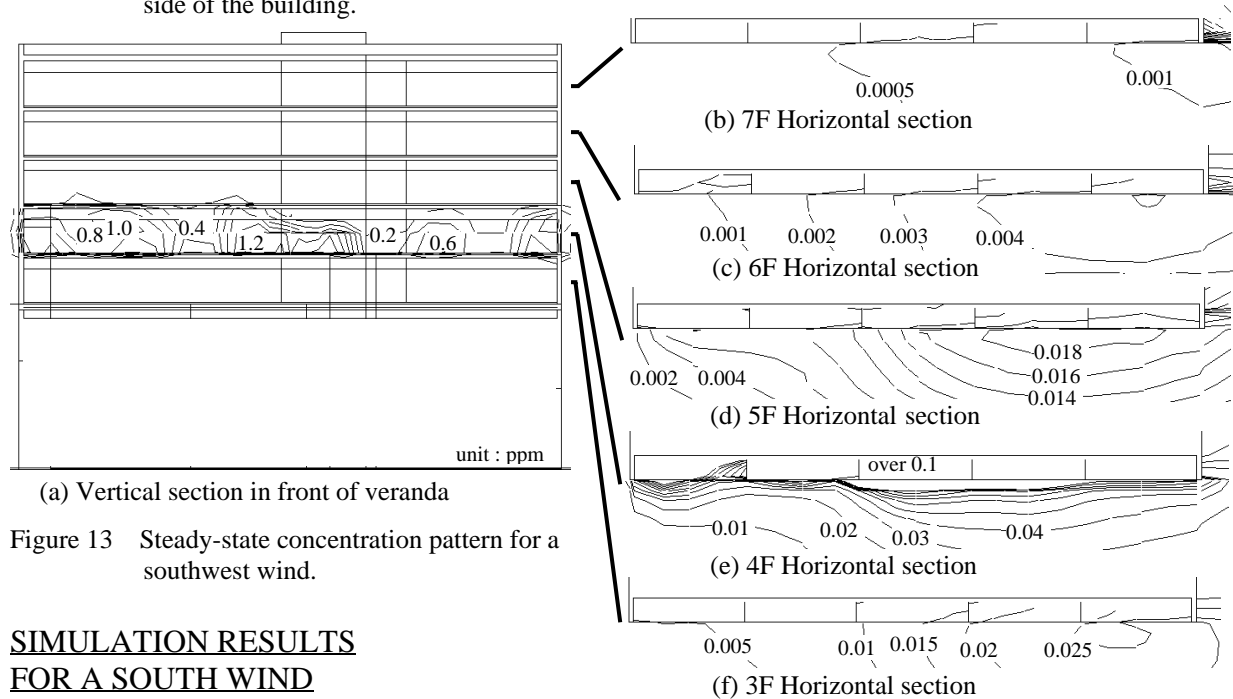 side of the building.
0.8
1.0
0.4
1.2
0.2
0.6
unit : ppm
(a) Vertical section in front of veranda
Figure 13 Steady-state concentration pattern for a
southwest wind.
SIMULATION RESULTS
FOR A SOUTH WIND
0.0005
0.001
(b) 7F Horizontal section
0.001
0.002
0.003
0.004
(c) 6F Horizontal section
0.002
0.004
0.018
0.016
0.014
(d) 5F Horizontal section
over 0.1
0.01
0.02
0.03
0.04
(e) 4F Horizontal section
0.005
0.01
0.015
0.02
0.025
(f) 3F Horizontal section